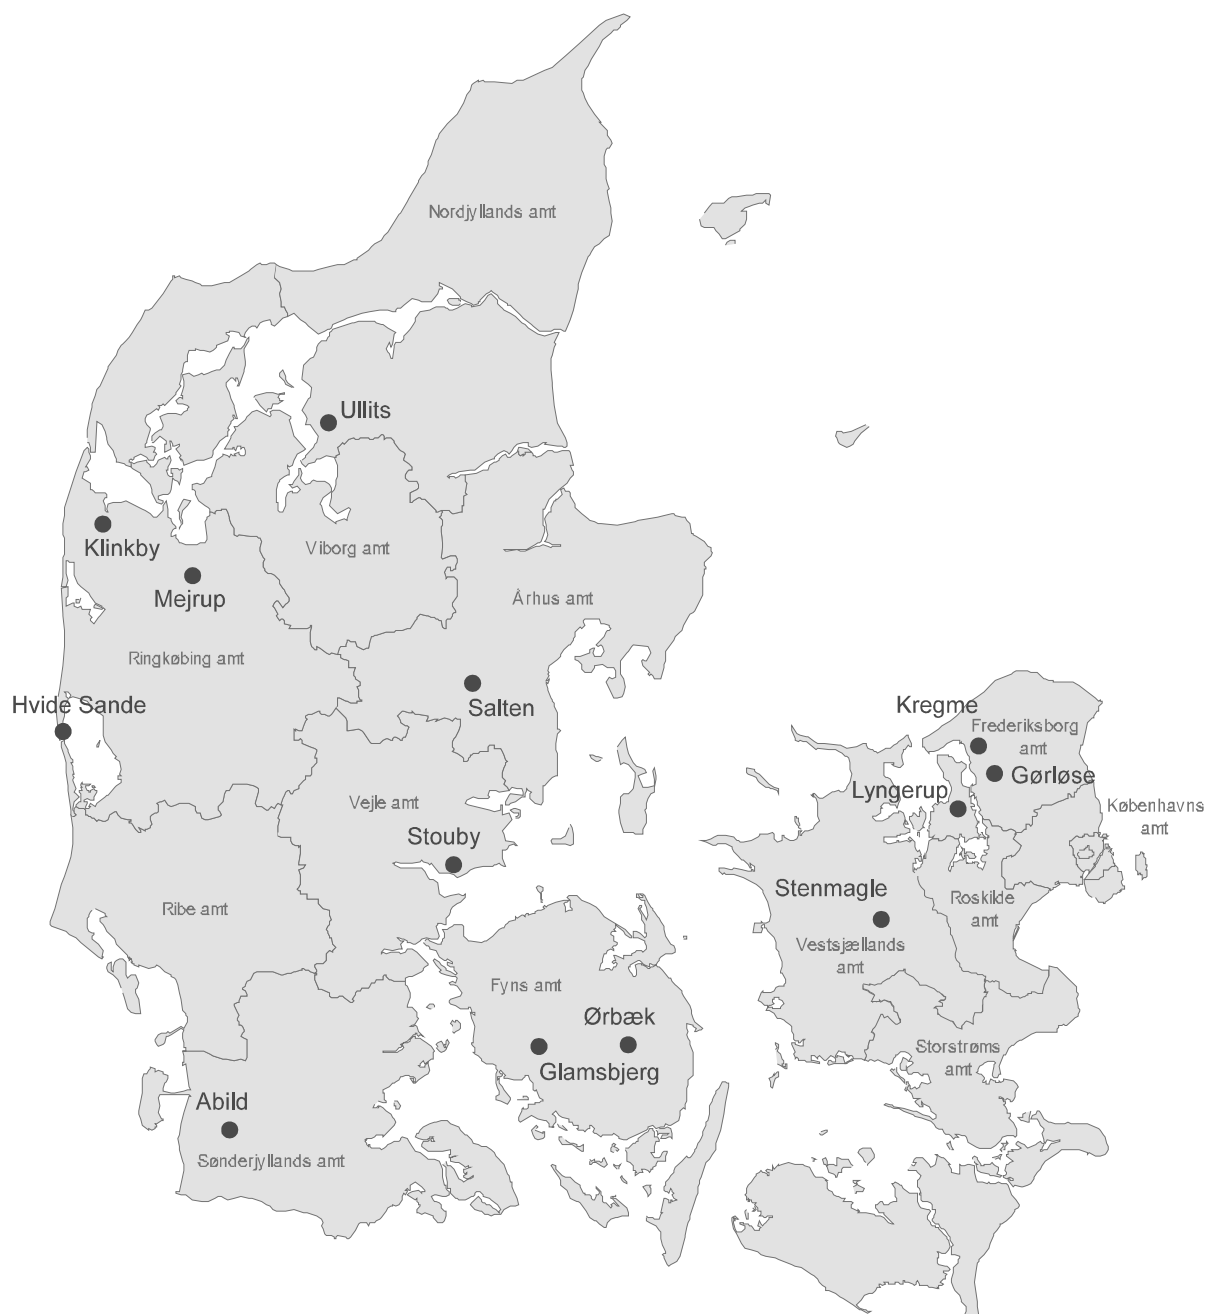 Nordjyllands amt
Ullits
Klinkby
Viborg amt
Mejrup
Århus amt
Ringkøbing amt
Hvide Sande
Salten
Kregme
Frederiksborg
amt
Gørløse
Lyngerup
Københavns
amt
Vejle amt
Stouby
Stenmagle
Roskilde
amt
Ribe amt
Vestsjællands
amt
Fyns amt
Ørbæk
Glamsbjerg
Storstrøms
amt
Abild
Sønderjyllands amt